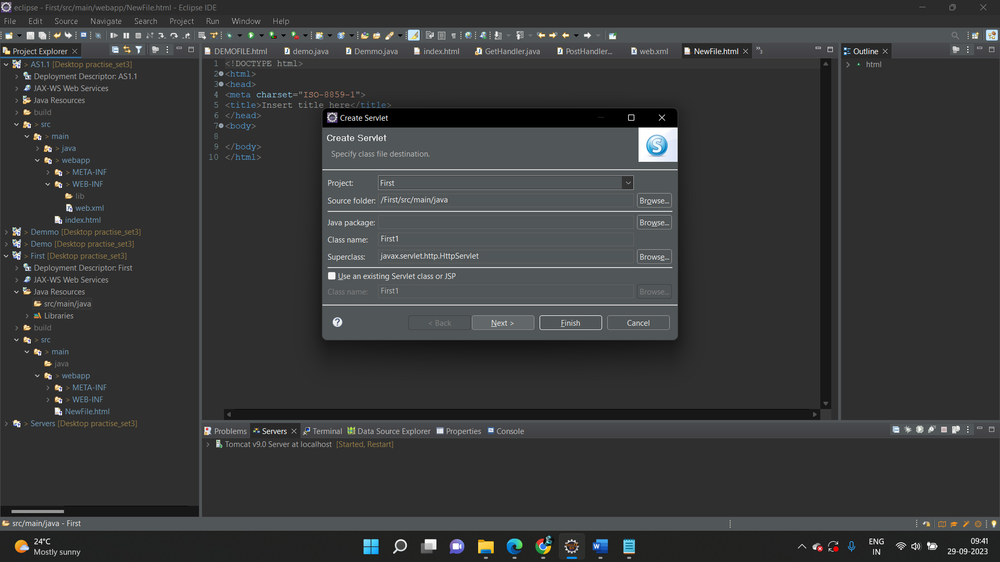 eclipse - First/src/main/webapp/NewFile.html - Eclipse IDE
File Edit Source Navigate Search Project Run Window Help
Project Explorer
DEMOFILE.html demo.java Demmo.java index.html GetHandler.java PostHandler... web.xml NewFile.html »3
Outline
html
> AS1.1 [Desktop practise_set3]
Deployment Descriptor: AS1.1
JAX-WS Web Services
Java Resources
build
> src
> main
> java
> webapp
> META-INF
> WEB-INF
lib
web.xml
index.html
> Demmo [Desktop practise_set3]
> Demo [Desktop practise_set3]
> First [Desktop practise_set3]
Deployment Descriptor: First
JAX-WS Web Services
Java Resources
src/main/java
Libraries
build
> src
> main
java
> webapp
> META-INF
> WEB-INF
NewFile.html
> Servers [Desktop practise_set3]
1 <!DOCTYPE html>
2 <html>
3 <head>
4 <meta charset="ISO-8859-1">
5 <title>Insert title here</title>
6 </head>
7 <body>
8
9 </body>
10 </html>
Create Servlet
Create Servlet
Specify class file destination.
S
Project: First
Source folder: /First/src/main/java Browse...
Java package: Browse...
Class name: First1
Superclass: javax.servlet.http.HttpServlet Browse...
Use an existing Servlet class or JSP
Class name: First1 Browse...
? < Back Next > Finish Cancel
Problems Servers Terminal Data Source Explorer Properties Console
Tomcat v9.0 Server at localhost [Started, Restart]
src/main/java - First
24°C
Mostly sunny
ENG
IN
09:41
29-09-2023